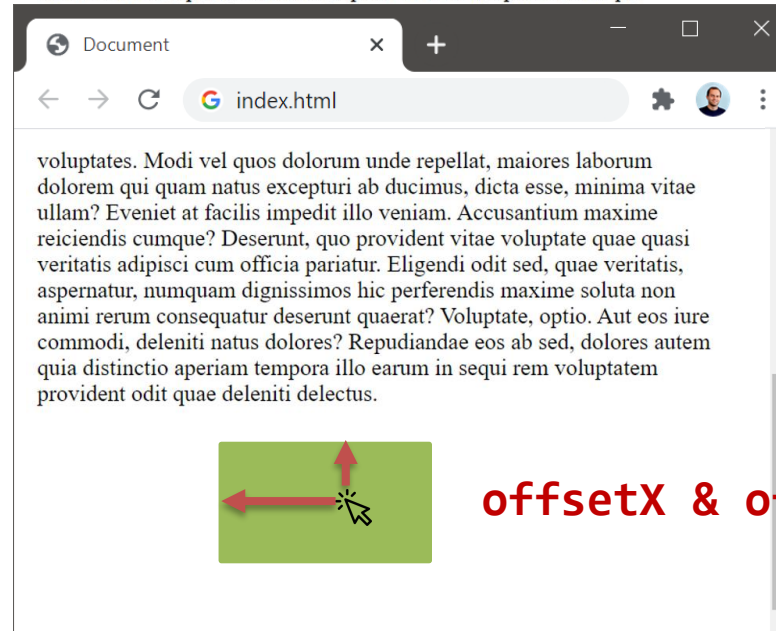 Document
index.html
voluptates. Modi vel quos dolorum unde repellat, maiores laborum
dolorem qui quam natus excepturi ab ducimus, dicta esse, minima vitae
ullam? Eveniet at facilis impedit illo veniam. Accusantium maxime
reiciendis cumque? Deserunt, quo provident vitae voluptate quae quasi
veritatis adipisci cum officia pariatur. Eligendi odit sed, quae veritatis,
aspernatur, numquam dignissimos hic perferendis maxime soluta non
animi rerum consequatur deserunt quaerat? Voluptate, optio. Aut eos iure
commodi, deleniti natus dolores? Repudiandae eos ab sed, dolores autem
quia distinctio aperiam tempora illo earum in sequi rem voluptatem
provident odit quae deleniti delectus.
offsetX & o